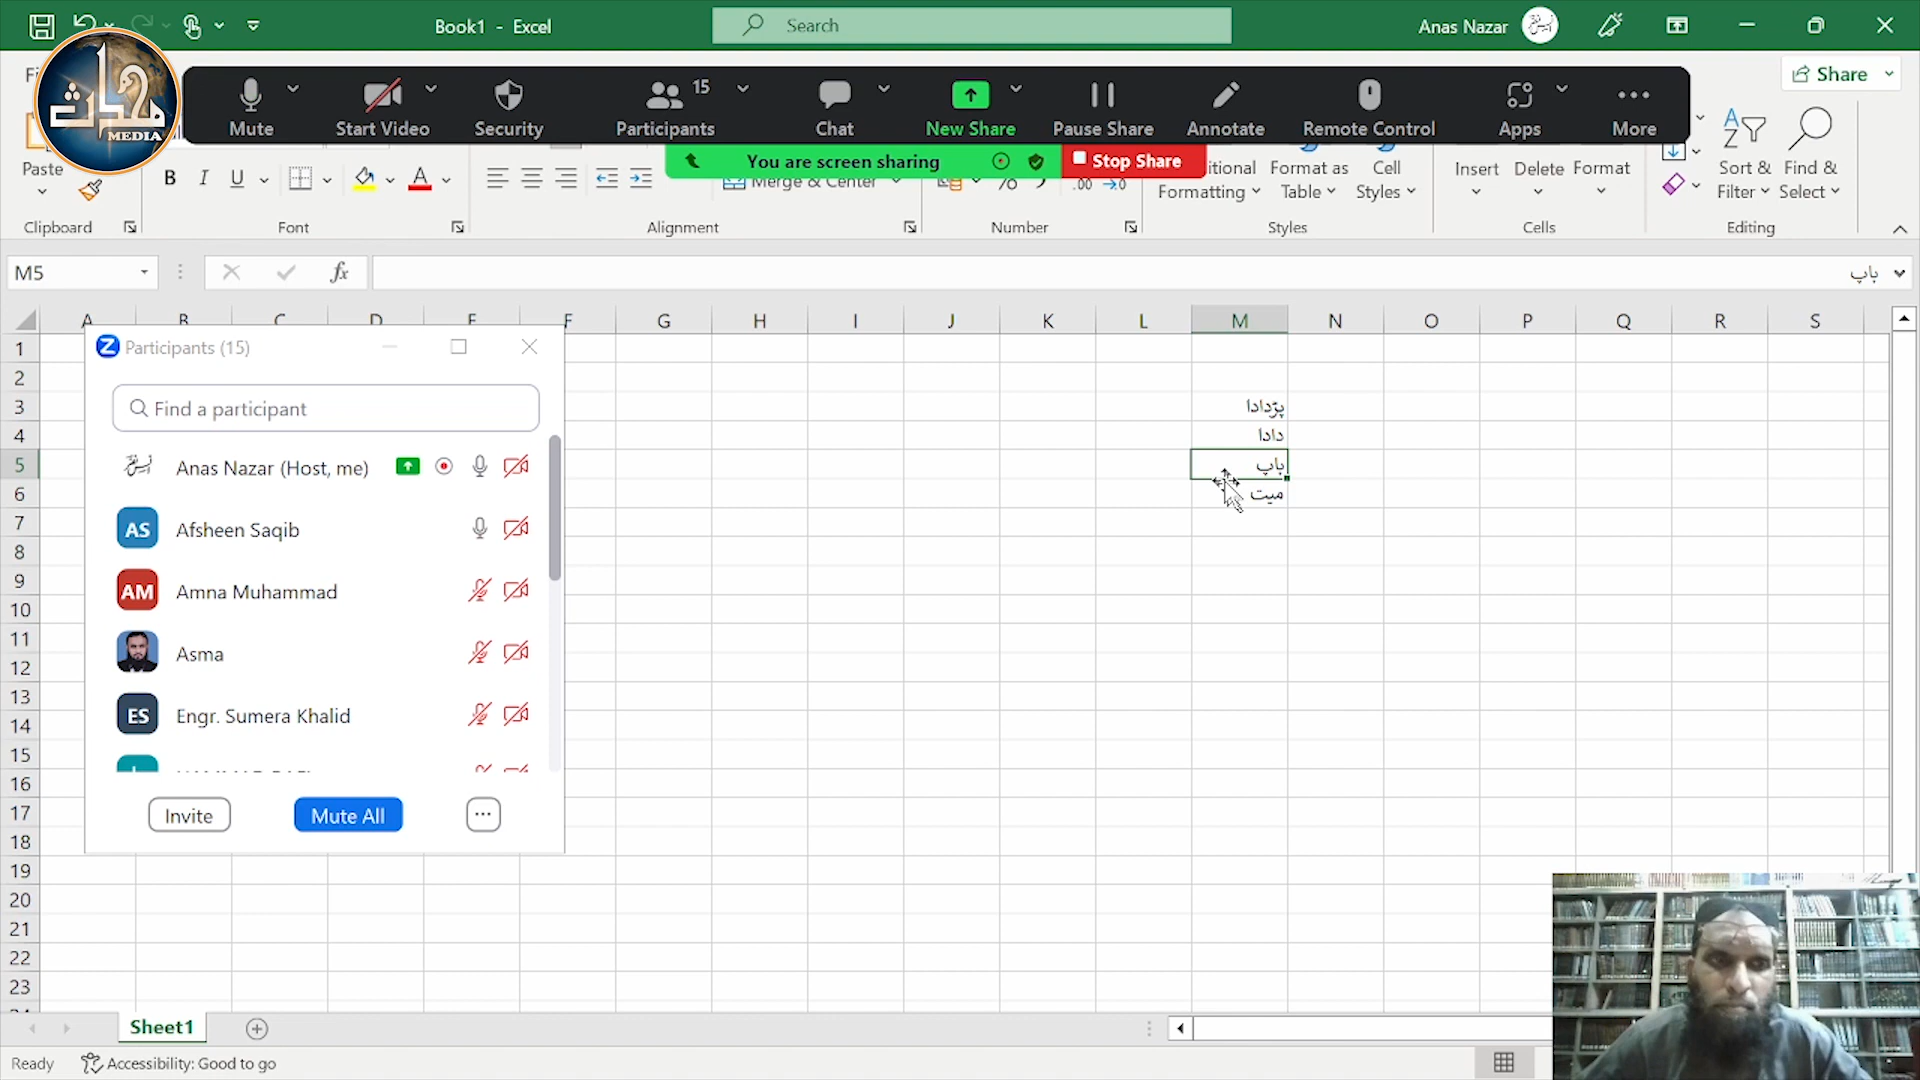 Book1 - Excel
Search
Anas Nazar
Share
MEDIA
Mute
Start Video
Security
15
Participants
Chat
New Share
Pause Share
Annotate
Remote Control
Apps
More
You are screen sharing
Stop Share
Paste
B I U
A
Merge & Center
Formatting
Format as
Table
Cell
Styles
Insert
Delete
Format
Sort &
Filter
Find &
Select
Clipboard
Font
Alignment
Number
Styles
Cells
Editing
M5
fx
باپ
A B C D E F G H I J K L M N O P Q R S
1
2
3
4
5
6
7
8
9
10
11
12
13
14
15
16
17
18
19
20
21
22
23
پڑدادا
دادا
باپ
میت
Participants (15)
Find a participant
Anas Nazar (Host, me)
AS Afsheen Saqib
AM Amna Muhammad
Asma
ES Engr. Sumera Khalid
Invite
Mute All
Sheet1
Ready
Accessibility: Good to go